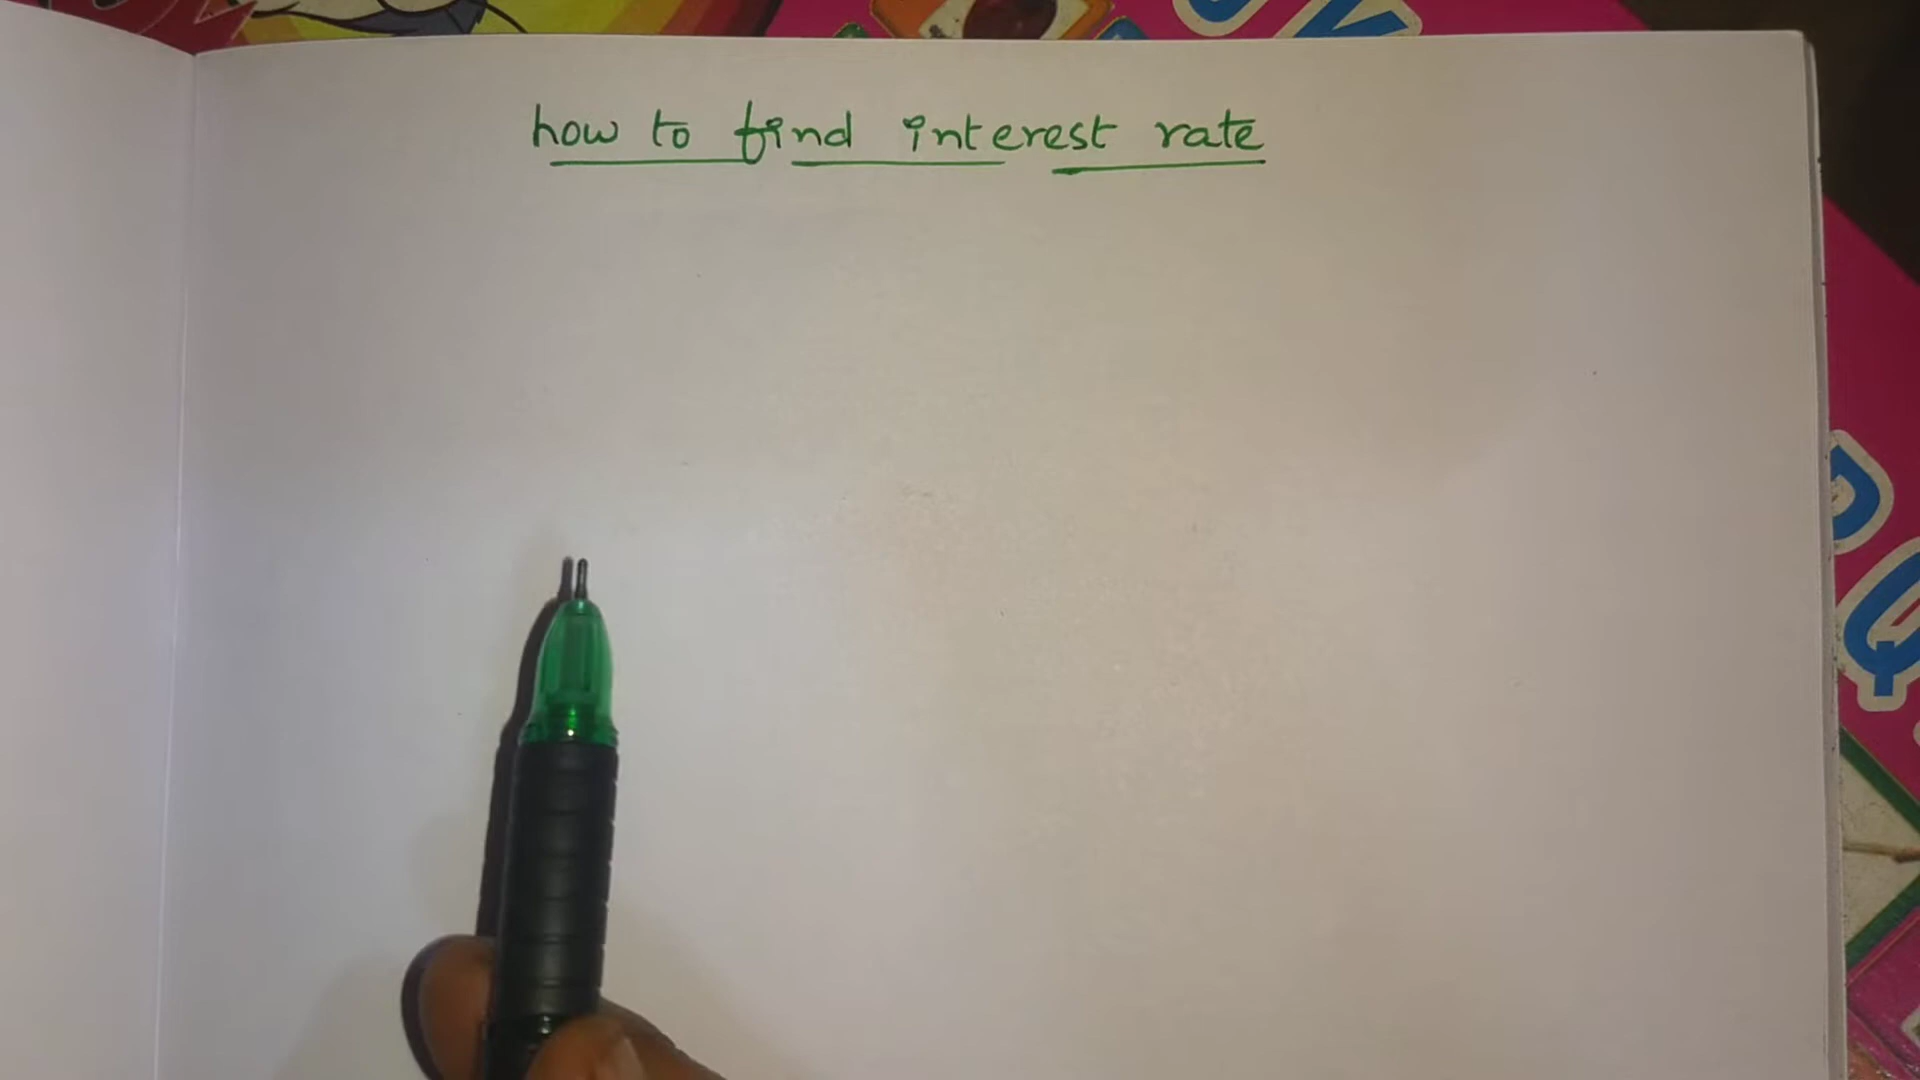 how to find interest rate